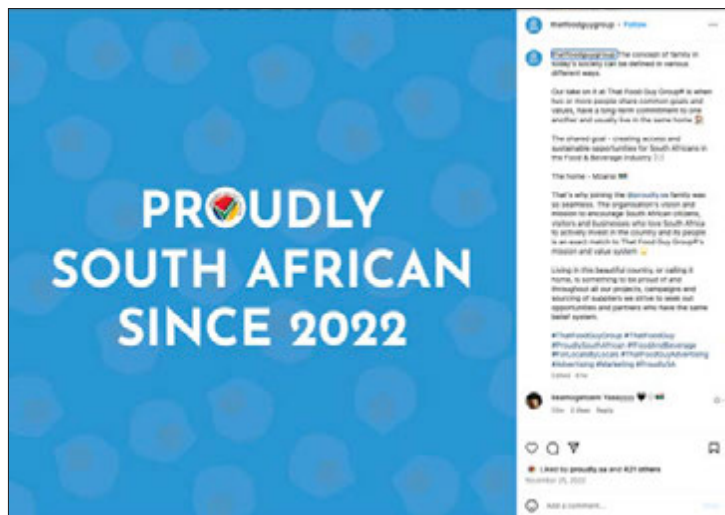 PROUDLY
SOUTH AFRICAN
SINCE 2022
thatfoodguygroup • Follow
thatfoodguygroup The concept of family in
today's society can be defined in various
different ways.
Our take on it at That Food Guy Group® is when
two or more people share common goals and
values, have a long-term commitment to one
another and usually live in the same home
The shared goal - creating access and
sustainable opportunities for South Africans in
the Food & Beverage industry
The home - Mzansi
That's why joining the @proudly.sa family was
so seamless. The organisation's vision and
mission to encourage South African citizens,
visitors and businesses who love South Africa
to actively invest in the country and its people
is an exact match to That Food Guy Group®'s
mission and value system
Living in this beautiful country, or calling it
home, is something to be proud of and
throughout all our projects, campaigns and
sourcing of suppliers we strive to seek out
opportunities and partners who have the same
belief system.
#ThatFoodGuyGroup #ThatFoodGuy
#ProudlySouthAfrican #FoodAndBeverage
#ForLocalsByLocals #ThatFoodGuyAdvertising
#Advertising #Marketing #ProudlySA
Edited
Reply
Liked by proudly.sa and 421 others
November 25, 2022
Add a comment...